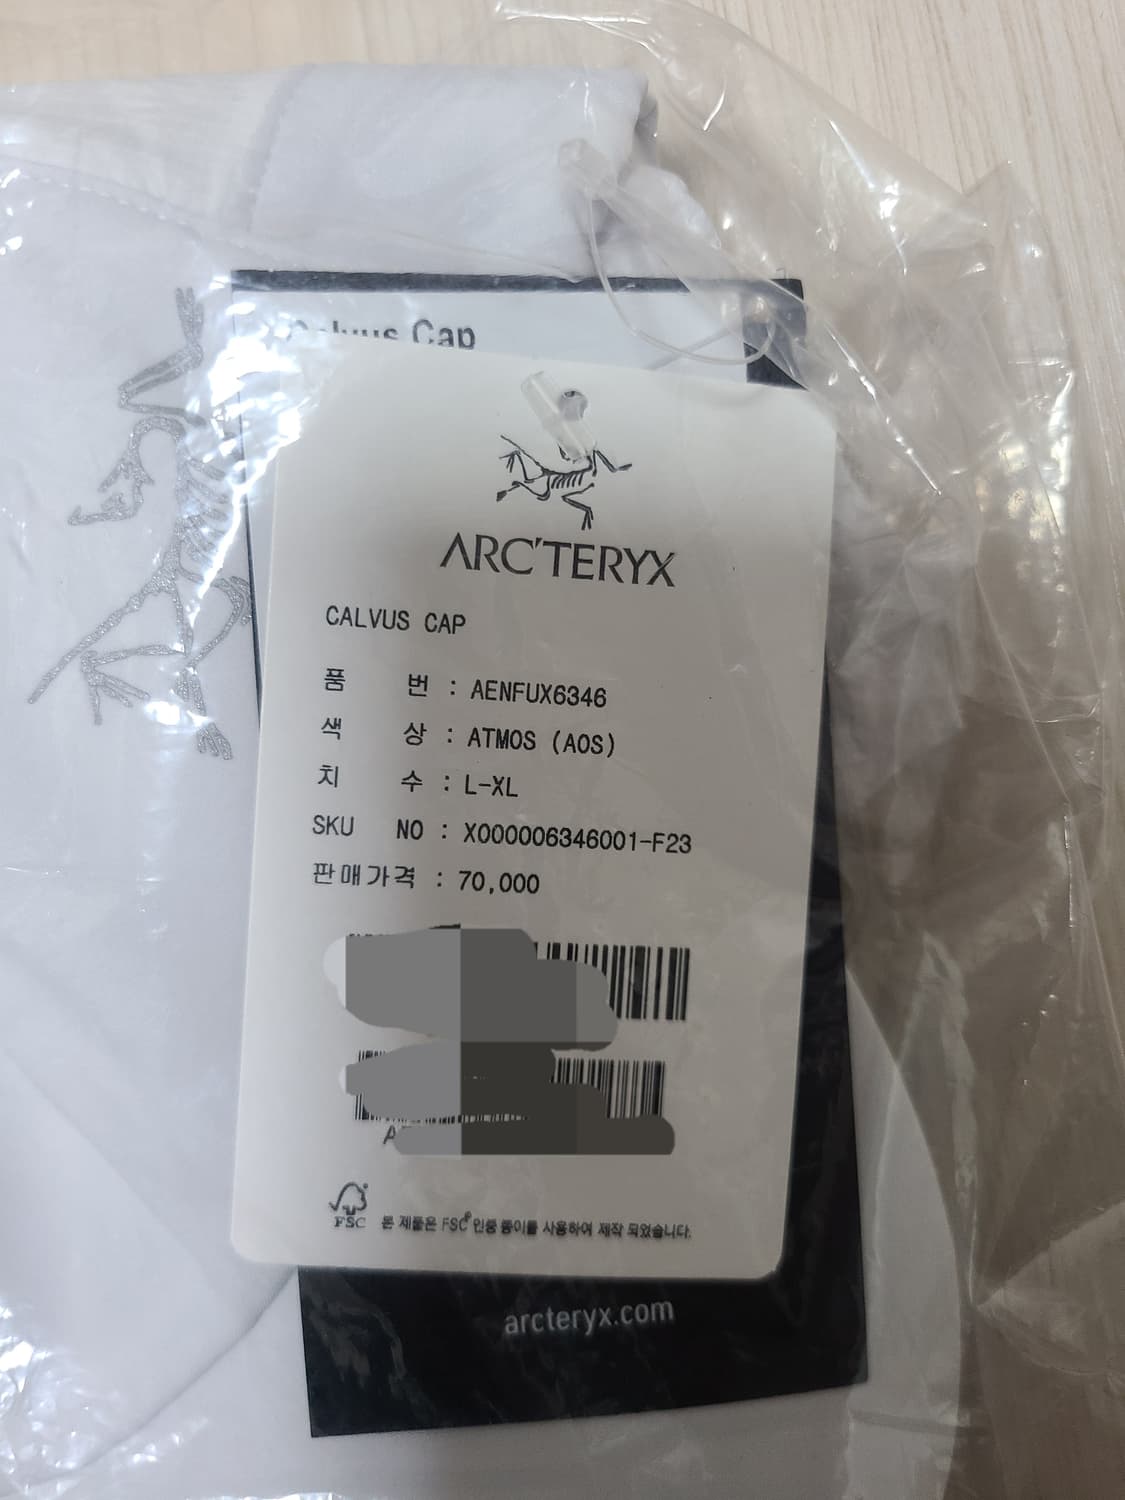 Calvus Cap
ARC'TERYX
CALVUS CAP
품 번 : AENFUX6346
색 상 : ATMOS (AOS)
치 수 : L-XL
SKU NO : X000006346001-F23
판매가격 : 70,000
FSC
본 제품은 FSC® 인증 종이를 사용하여 제작 되었습니다.
arcteryx.com